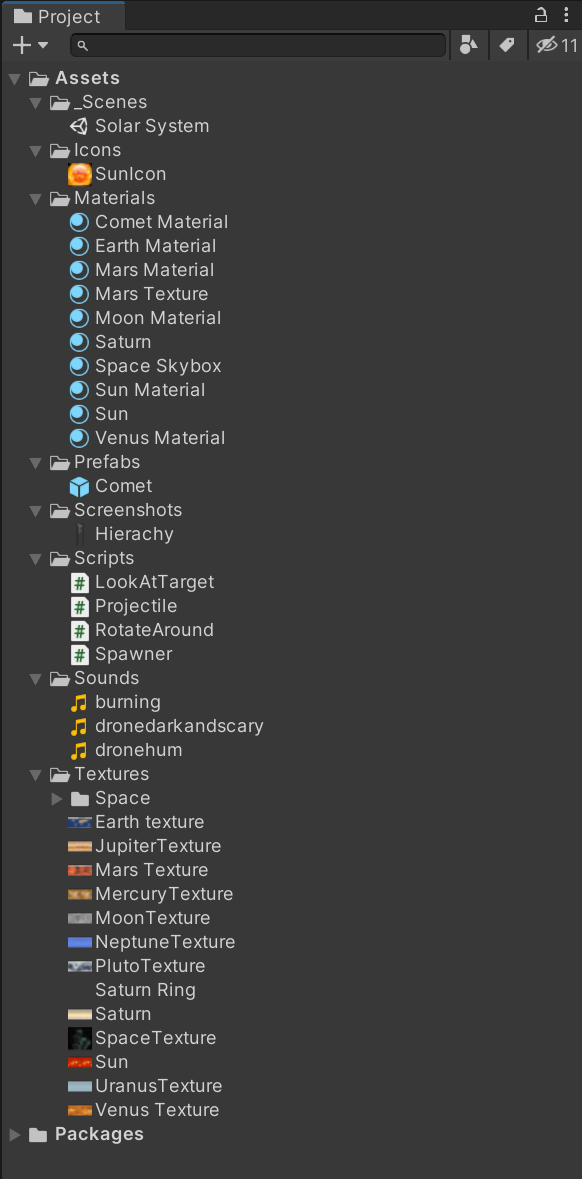 Project
11
Assets
_Scenes
Solar System
Icons
SunIcon
Materials
Comet Material
Earth Material
Mars Material
Mars Texture
Moon Material
Saturn
Space Skybox
Sun Material
Sun
Venus Material
Prefabs
Comet
Screenshots
Hierachy
Scripts
# LookAtTarget
# Projectile
# RotateAround
# Spawner
Sounds
burning
dronedarkandscary
dronehum
Textures
Space
Earth texture
JupiterTexture
Mars Texture
MercuryTexture
MoonTexture
NeptuneTexture
PlutoTexture
Saturn Ring
Saturn
SpaceTexture
Sun
UranusTexture
Venus Texture
Packages